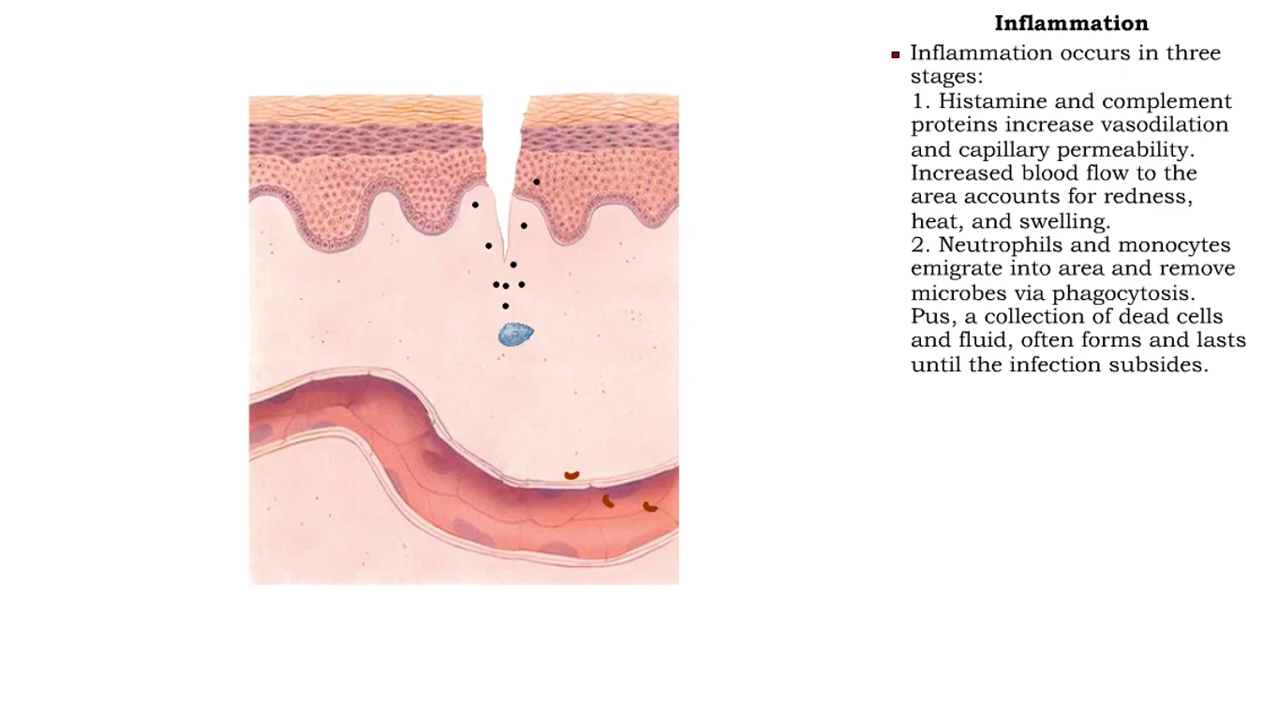 Inflammation
Inflammation occurs in three
stages:
1. Histamine and complement
proteins increase vasodilation
and capillary permeability.
Increased blood flow to the
area accounts for redness,
heat, and swelling.
2. Neutrophils and monocytes
emigrate into area and remove
microbes via phagocytosis.
Pus, a collection of dead cells
and fluid, often forms and lasts
until the infection subsides.